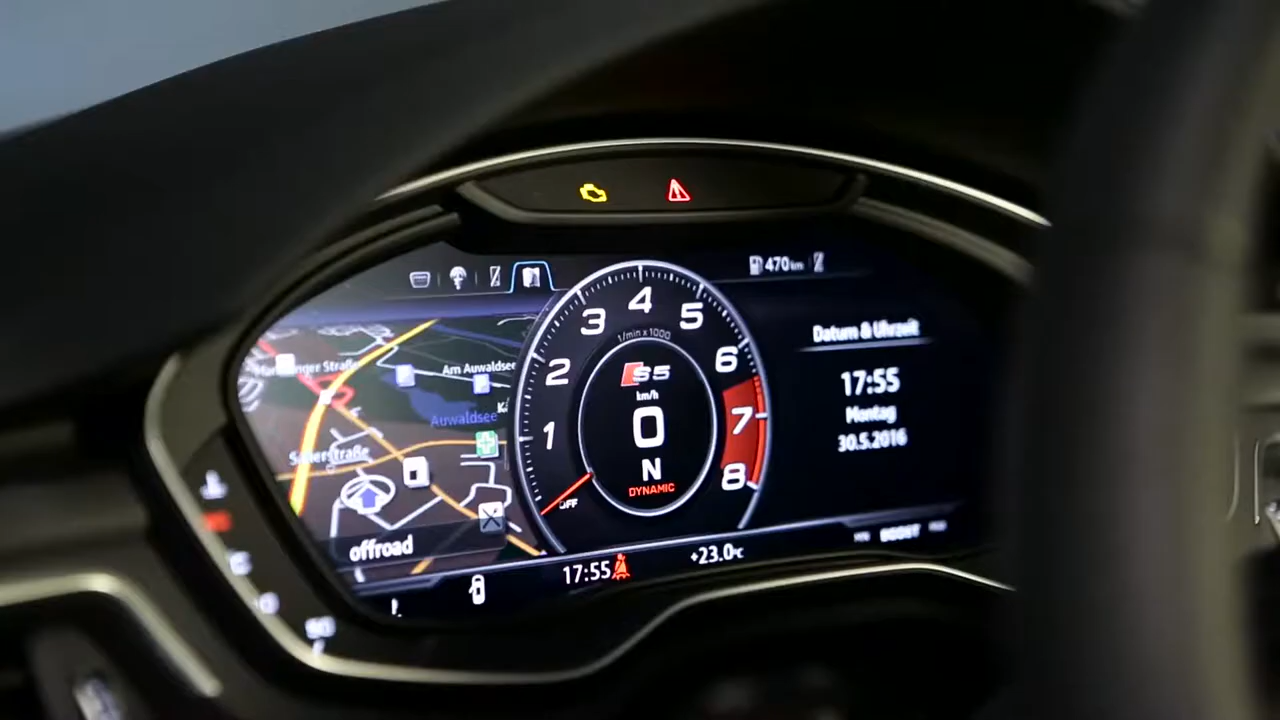 470 km
Datum & Uhrzeit
17:55
Montag
30.5.2016
1
2
3
4
5
6
7
8
1/min x 1000
S5
km/h
0
N
DYNAMIC
OFF
Am Auwaldsee
Auwaldsee
offroad
17:55
+23.0°C
BOOST